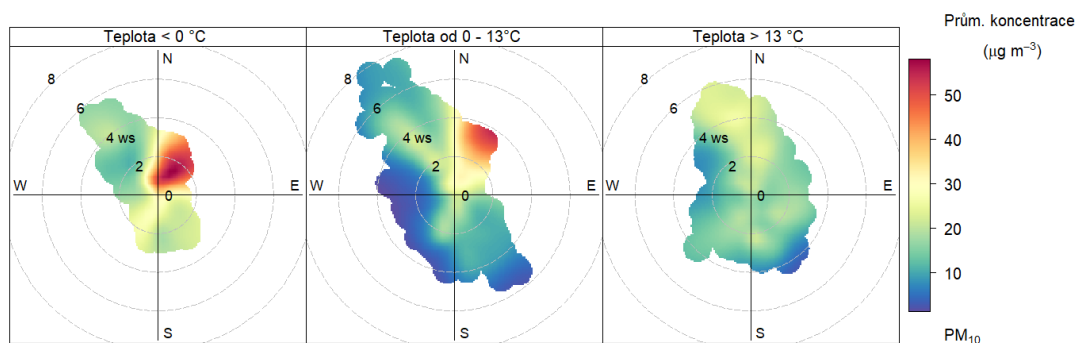 Teplota < 0 °C
Teplota od 0 - 13°C
Teplota > 13 °C
Prům. koncentrace
(μg m⁻³)
N
8
6
4 ws
2
W
0
E
S
N
8
6
4 ws
2
W
0
E
S
N
8
6
4 ws
2
W
0
E
S
50
40
30
20
10
PM₁₀